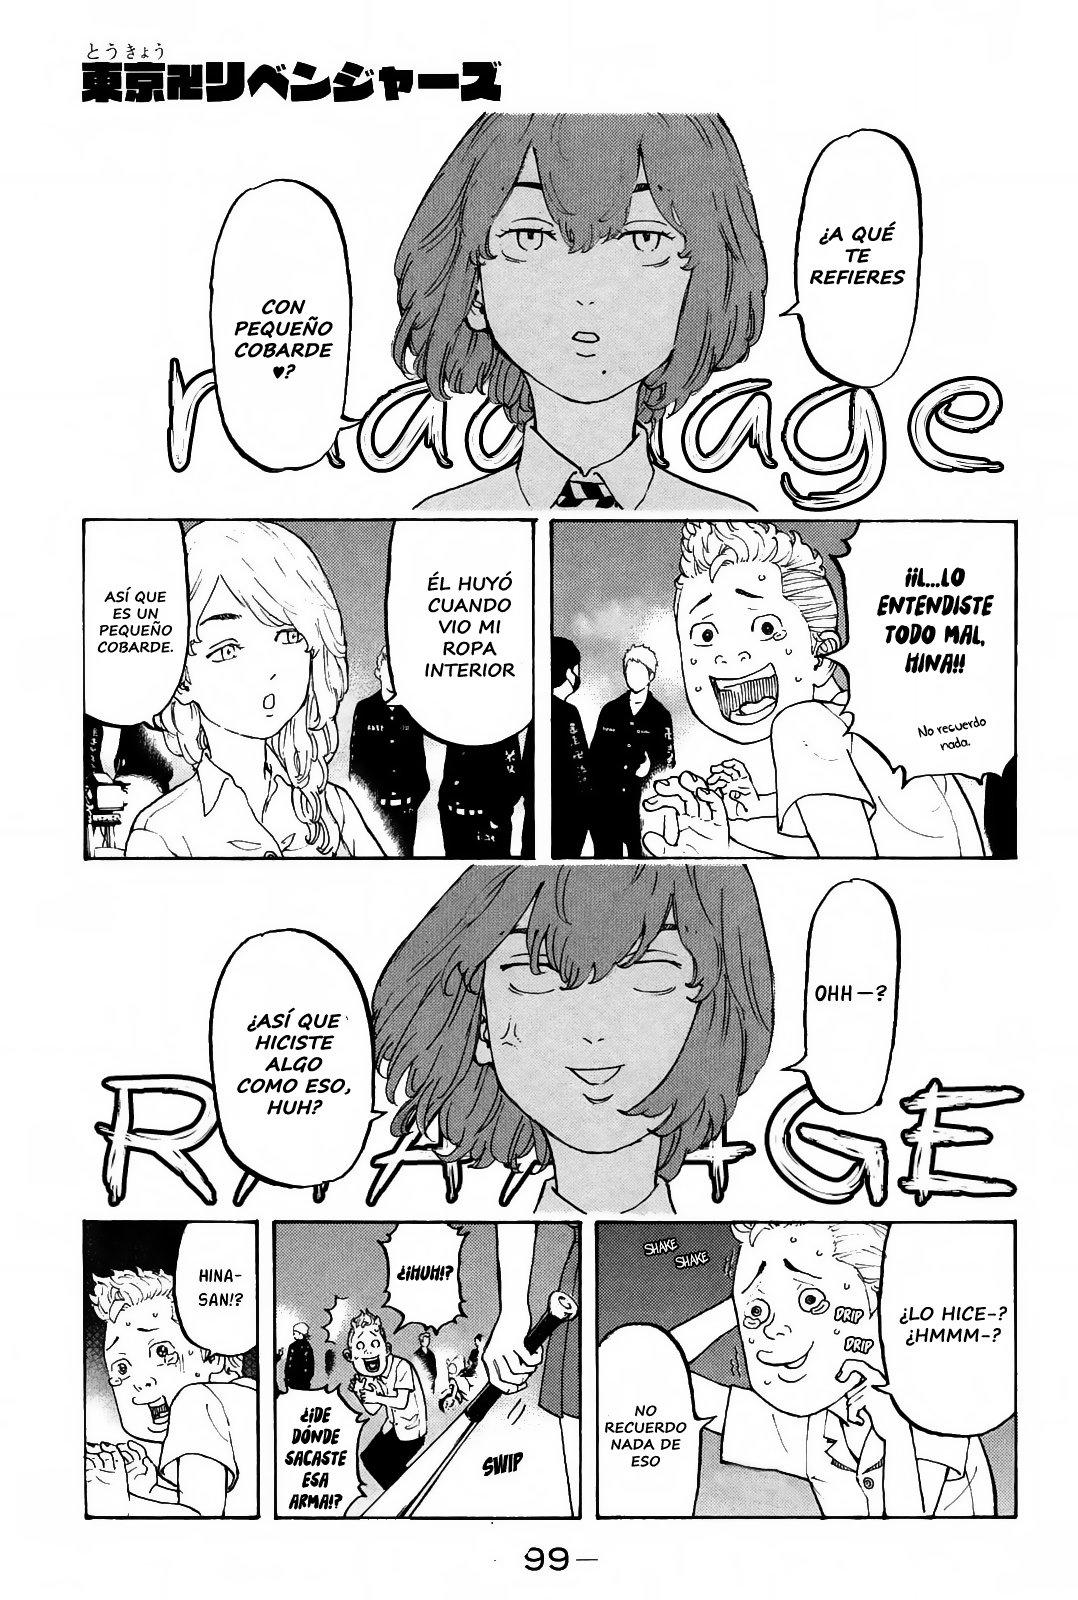 とうきょう
東京卍リベンジャーズ
¿A QUÉ
TE
REFIERES
CON
PEQUEÑO
COBARDE
♥?
¡¡L...LO
ENTENDISTE
TODO MAL,
HINA!!
No recuerdo
nada.
ÉL HUYÓ
CUANDO
VIO MI
ROPA
INTERIOR
ASÍ QUE
ES UN
PEQUEÑO
COBARDE.
OHH—?
¿ASÍ QUE
HICISTE
ALGO
COMO ESO,
HUH?
SHAKE
SHAKE
¿LO HICE-?
¿HMMM-?
DRIP
DRIP
NO
RECUERDO
NADA DE
ESO
¿¡HUH!?
¿¡DE
DÓNDE
SACASTE
ESA
ARMA!?
SWIP
HINA-
SAN!?
99